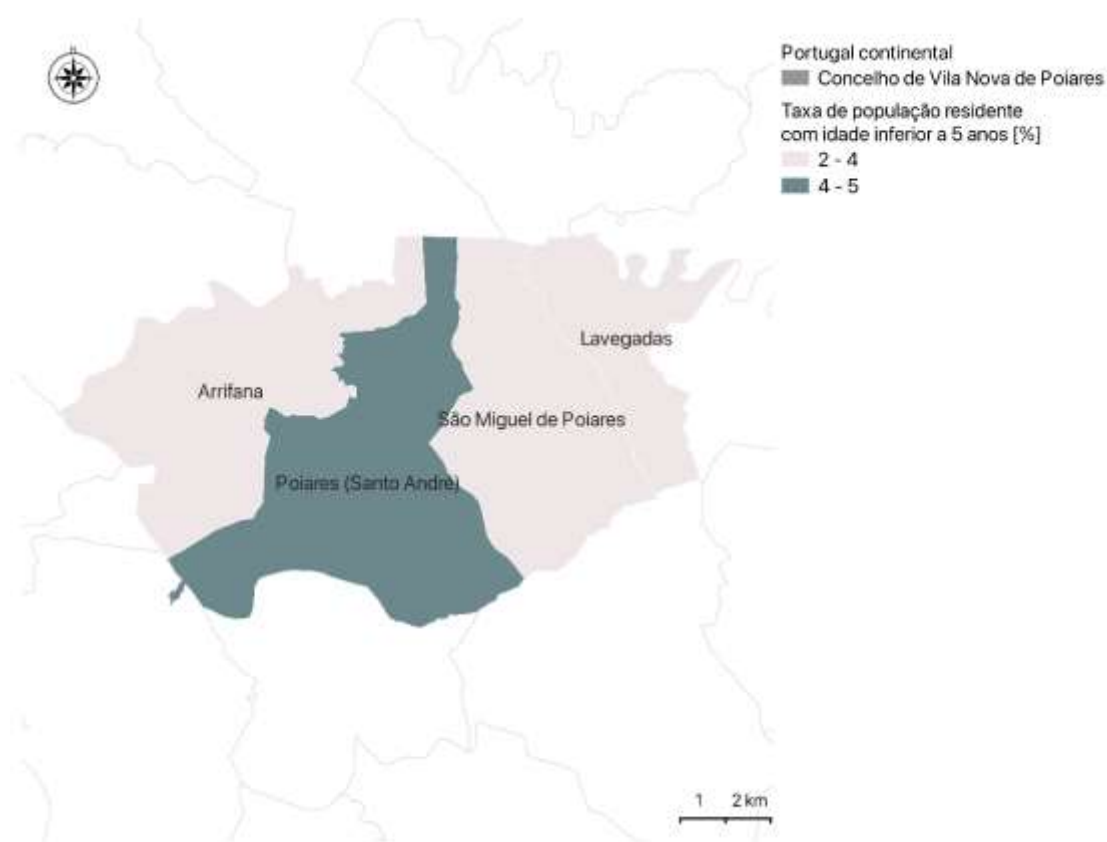 N
Portugal continental
Concelho de Vila Nova de Poiares
Taxa de população residente
com idade inferior a 5 anos [%]
2 - 4
4 - 5
Lavegadas
Arrifana
São Miguel de Poiares
Poiares (Santo André)
1 2 km